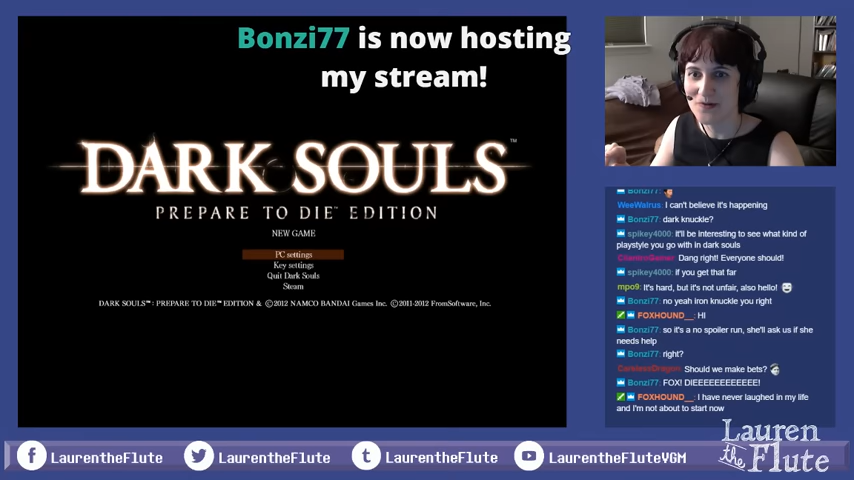 Bonzi77 is now hosting
my stream!
DARK SOULS™
PREPARE TO DIE™ EDITION
NEW GAME
PC settings
Key settings
Quit Dark Souls
Steam
DARK SOULS™: PREPARE TO DIE™ EDITION & ©2012 NAMCO BANDAI Games Inc. ©2011-2012 FromSoftware, Inc.
Bonzi77:
WeeWalrus: I can't believe it's happening
Bonzi77: dark knuckle?
spikey4000: it'll be interesting to see what kind of
playstyle you go with in dark souls
Dang right! Everyone should!
spikey4000: if you get that far
mpo9: It's hard, but it's not unfair, also hello!
Bonzi77: no yeah iron knuckle you right
FOXHOUND__: HI
Bonzi77: so it's a no spoiler run, she'll ask us if she
needs help
Bonzi77: right?
CarelessDragon: Should we make bets?
Bonzi77: FOX! DIEEEEEEEEEEEE!
FOXHOUND__: I have never laughed in my life
and I'm not about to start now
Lauren
the Flute
LaurentheFlute
LaurentheFlute
LaurentheFlute
LaurentheFluteVGM